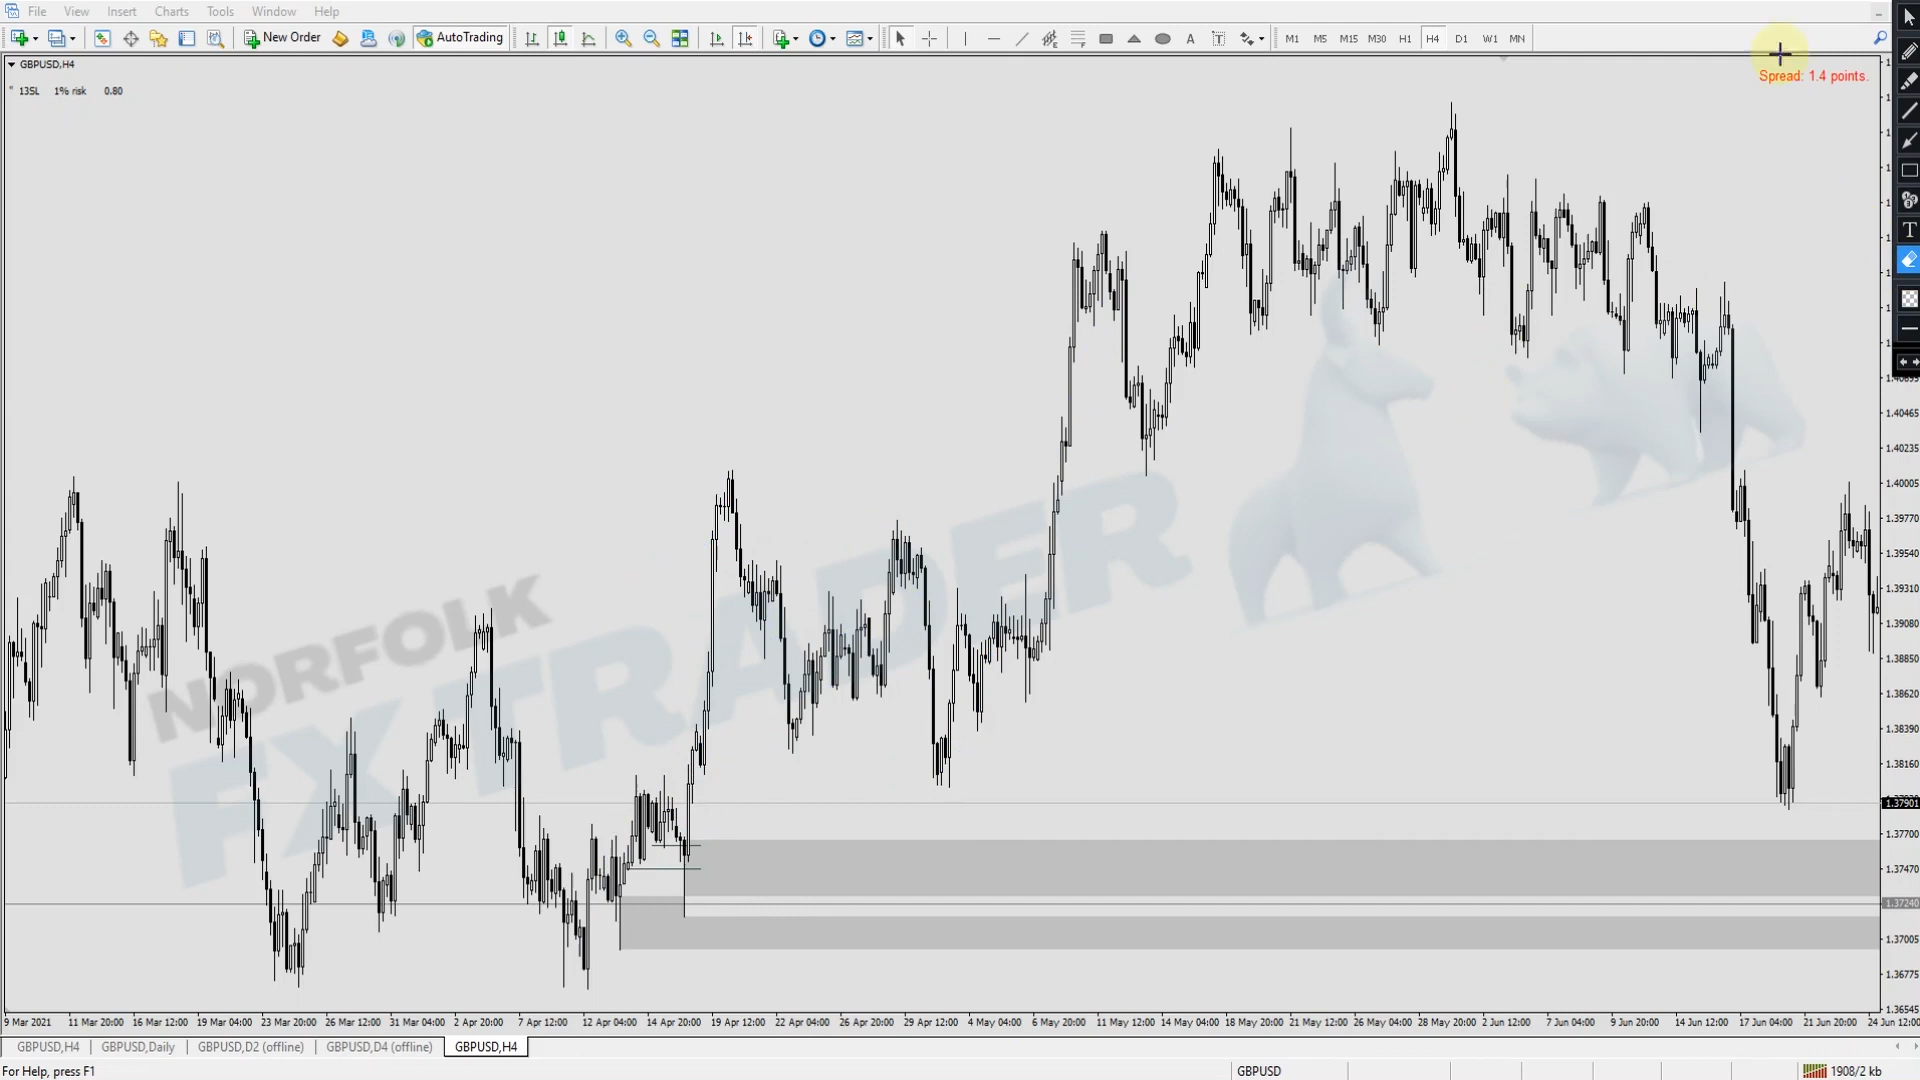 File View Insert Charts Tools Window Help
New Order AutoTrading A T M1 M5 M15 M30 H1 H4 D1 W1 MN
GBPUSD,H4
Spread: 1.4 points.
13SL 1% risk 0.80
T
NORFOLK
FX TRADER
1.40695
1.40465
1.40235
1.40005
1.39770
1.39540
1.39310
1.39080
1.38850
1.38620
1.38390
1.38160
1.37901
1.37700
1.37470
1.37240
1.37005
1.36775
1.36545
9 Mar 2021 11 Mar 20:00 16 Mar 12:00 19 Mar 04:00 23 Mar 20:00 26 Mar 12:00 31 Mar 04:00 2 Apr 20:00 7 Apr 12:00 12 Apr 04:00 14 Apr 20:00 19 Apr 12:00 22 Apr 04:00 26 Apr 20:00 29 Apr 12:00 4 May 04:00 6 May 20:00 11 May 12:00 14 May 04:00 18 May 20:00 21 May 12:00 26 May 04:00 28 May 20:00 2 Jun 12:00 7 Jun 04:00 9 Jun 20:00 14 Jun 12:00 17 Jun 04:00 21 Jun 20:00 24 Jun 12:00
GBPUSD,H4 GBPUSD,Daily GBPUSD,D2 (offline) GBPUSD,D4 (offline) GBPUSD,H4
For Help, press F1 GBPUSD 1908/2 kb